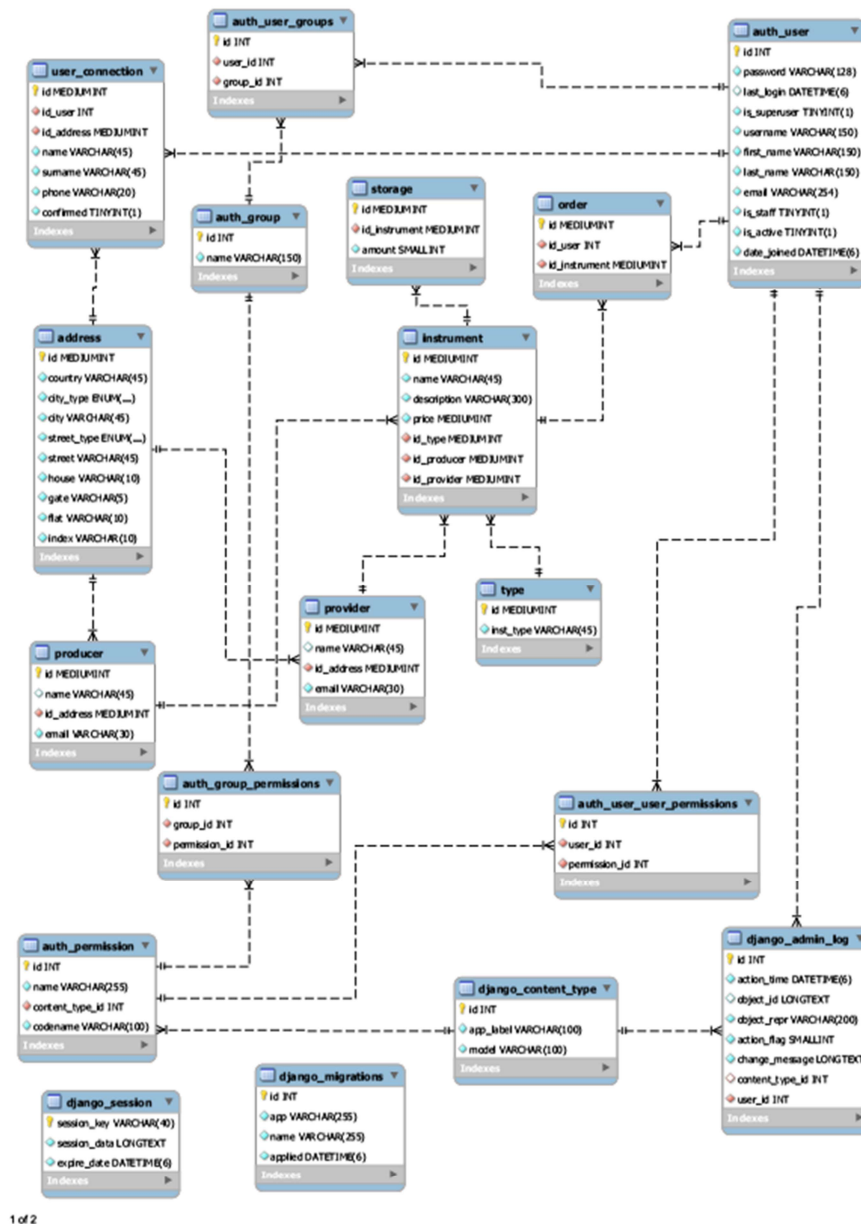 auth_user_groups
id INT
user_id INT
group_id INT
Indexes
auth_user
id INT
password VARCHAR(128)
last_login DATETIME(6)
is_superuser TINYINT(1)
username VARCHAR(150)
first_name VARCHAR(150)
last_name VARCHAR(150)
email VARCHAR(254)
is_staff TINYINT(1)
is_active TINYINT(1)
date_joined DATETIME(6)
Indexes
user_connection
id MEDIUMINT
id_user INT
id_address MEDIUMINT
name VARCHAR(45)
surname VARCHAR(45)
phone VARCHAR(20)
confirmed TINYINT(1)
Indexes
auth_group
id INT
name VARCHAR(150)
Indexes
storage
id MEDIUMINT
id_instrument MEDIUMINT
amount SMALLINT
Indexes
order
id MEDIUMINT
id_user INT
id_instrument MEDIUMINT
Indexes
address
id MEDIUMINT
country VARCHAR(45)
city_type ENUM(...)
city VARCHAR(45)
street_type ENUM(...)
street VARCHAR(45)
house VARCHAR(10)
gate VARCHAR(5)
flat VARCHAR(10)
index VARCHAR(10)
Indexes
instrument
id MEDIUMINT
name VARCHAR(45)
description VARCHAR(300)
price MEDIUMINT
id_type MEDIUMINT
id_producer MEDIUMINT
id_provider MEDIUMINT
Indexes
provider
id MEDIUMINT
name VARCHAR(45)
id_address MEDIUMINT
email VARCHAR(30)
Indexes
type
id MEDIUMINT
inst_type VARCHAR(45)
Indexes
producer
id MEDIUMINT
name VARCHAR(45)
id_address MEDIUMINT
email VARCHAR(30)
Indexes
auth_group_permissions
id INT
group_id INT
permission_id INT
Indexes
auth_user_user_permissions
id INT
user_id INT
permission_id INT
Indexes
auth_permission
id INT
name VARCHAR(255)
content_type_id INT
codename VARCHAR(100)
Indexes
django_content_type
id INT
app_label VARCHAR(100)
model VARCHAR(100)
Indexes
django_admin_log
id INT
action_time DATETIME(6)
object_id LONGTEXT
object_repr VARCHAR(200)
action_flag SMALLINT
change_message LONGTEXT
content_type_id INT
user_id INT
Indexes
django_session
session_key VARCHAR(40)
session_data LONGTEXT
expire_date DATETIME(6)
Indexes
django_migrations
id INT
app VARCHAR(255)
name VARCHAR(255)
applied DATETIME(6)
Indexes
1 of 2